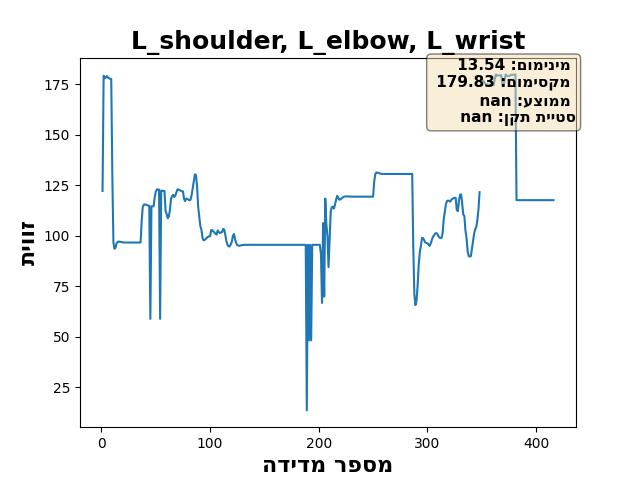 L_shoulder, L_elbow, L_wrist
מינימום: 13.54
מקסימום: 179.83
ממוצע: nan
סטיית תקן: nan
175
150
125
100
75
50
25
זווית
0 100 200 300 400
מספר מדידה